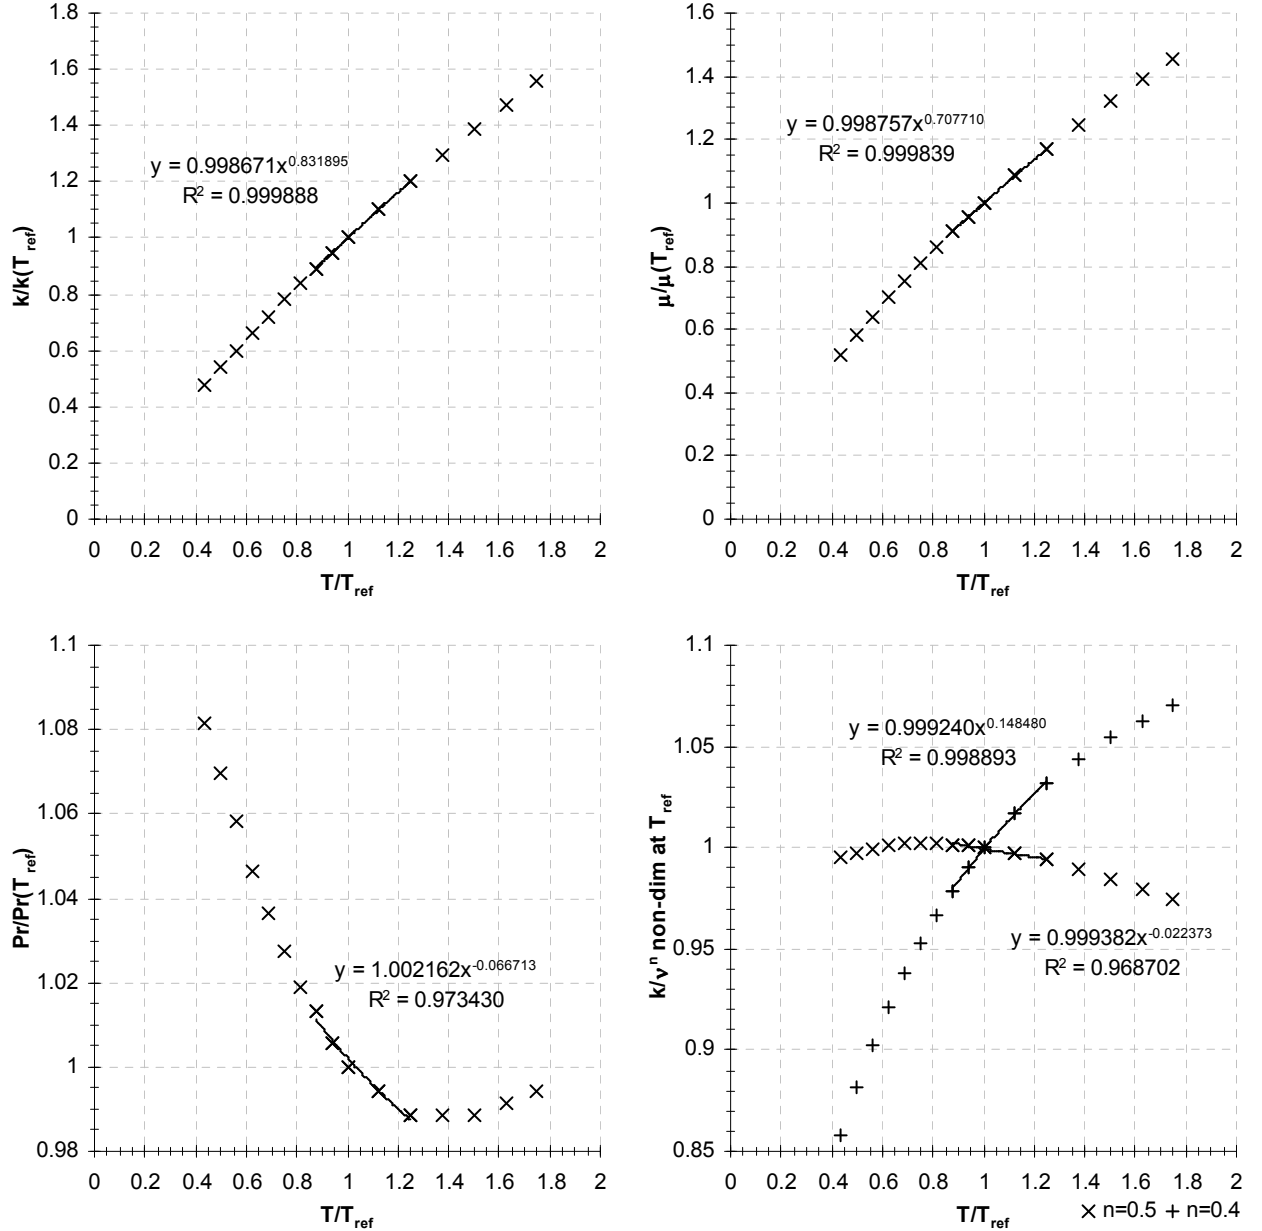 1.8
1.6
1.4
1.2
1
0.8
0.6
0.4
0.2
0
k/k(Tref)
y = 0.998671x0.831895
R2 = 0.999888
0 0.2 0.4 0.6 0.8 1 1.2 1.4 1.6 1.8 2
T/Tref
1.6
1.4
1.2
1
0.8
0.6
0.4
0.2
0
μ/μ(Tref)
y = 0.998757x0.707710
R2 = 0.999839
0 0.2 0.4 0.6 0.8 1 1.2 1.4 1.6 1.8 2
T/Tref
1.1
1.08
1.06
1.04
1.02
1
0.98
Pr/Pr(Tref)
y = 1.002162x-0.066713
R2 = 0.973430
0 0.2 0.4 0.6 0.8 1 1.2 1.4 1.6 1.8 2
T/Tref
1.1
1.05
1
0.95
0.9
0.85
k/νn non-dim at Tref
y = 0.999240x0.148480
R2 = 0.998893
y = 0.999382x-0.022373
R2 = 0.968702
0 0.2 0.4 0.6 0.8 1 1.2 1.4 1.6 1.8 2
T/Tref
× n=0.5 + n=0.4